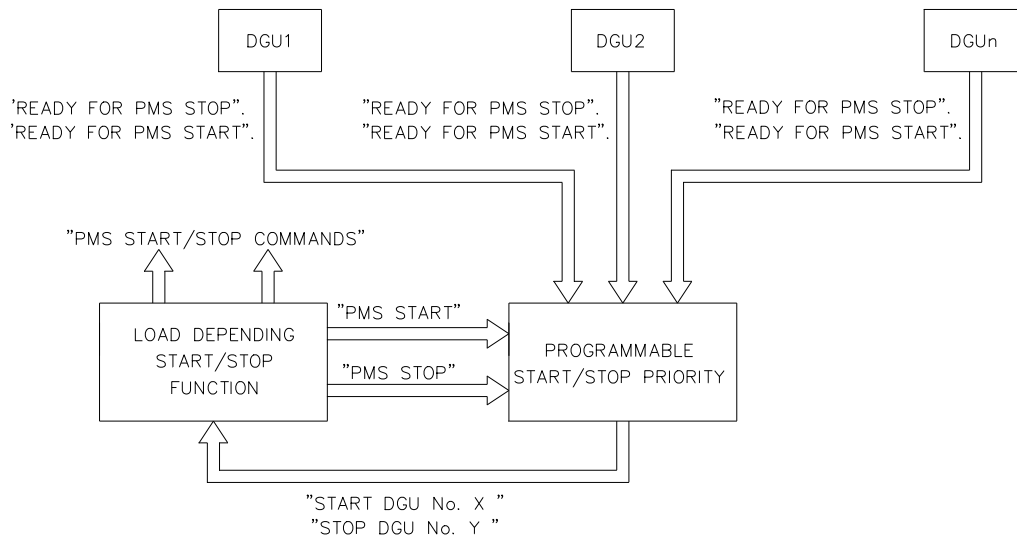 DGU1
DGU2
DGUn
'READY FOR PMS STOP".
'READY FOR PMS START".
"READY FOR PMS STOP".
"READY FOR PMS START".
"READY FOR PMS STOP".
"READY FOR PMS START".
"PMS START/STOP COMMANDS"
LOAD DEPENDING
START/STOP
FUNCTION
"PMS START"
"PMS STOP"
PROGRAMMABLE
START/STOP PRIORITY
"START DGU No. X "
"STOP DGU No. Y "